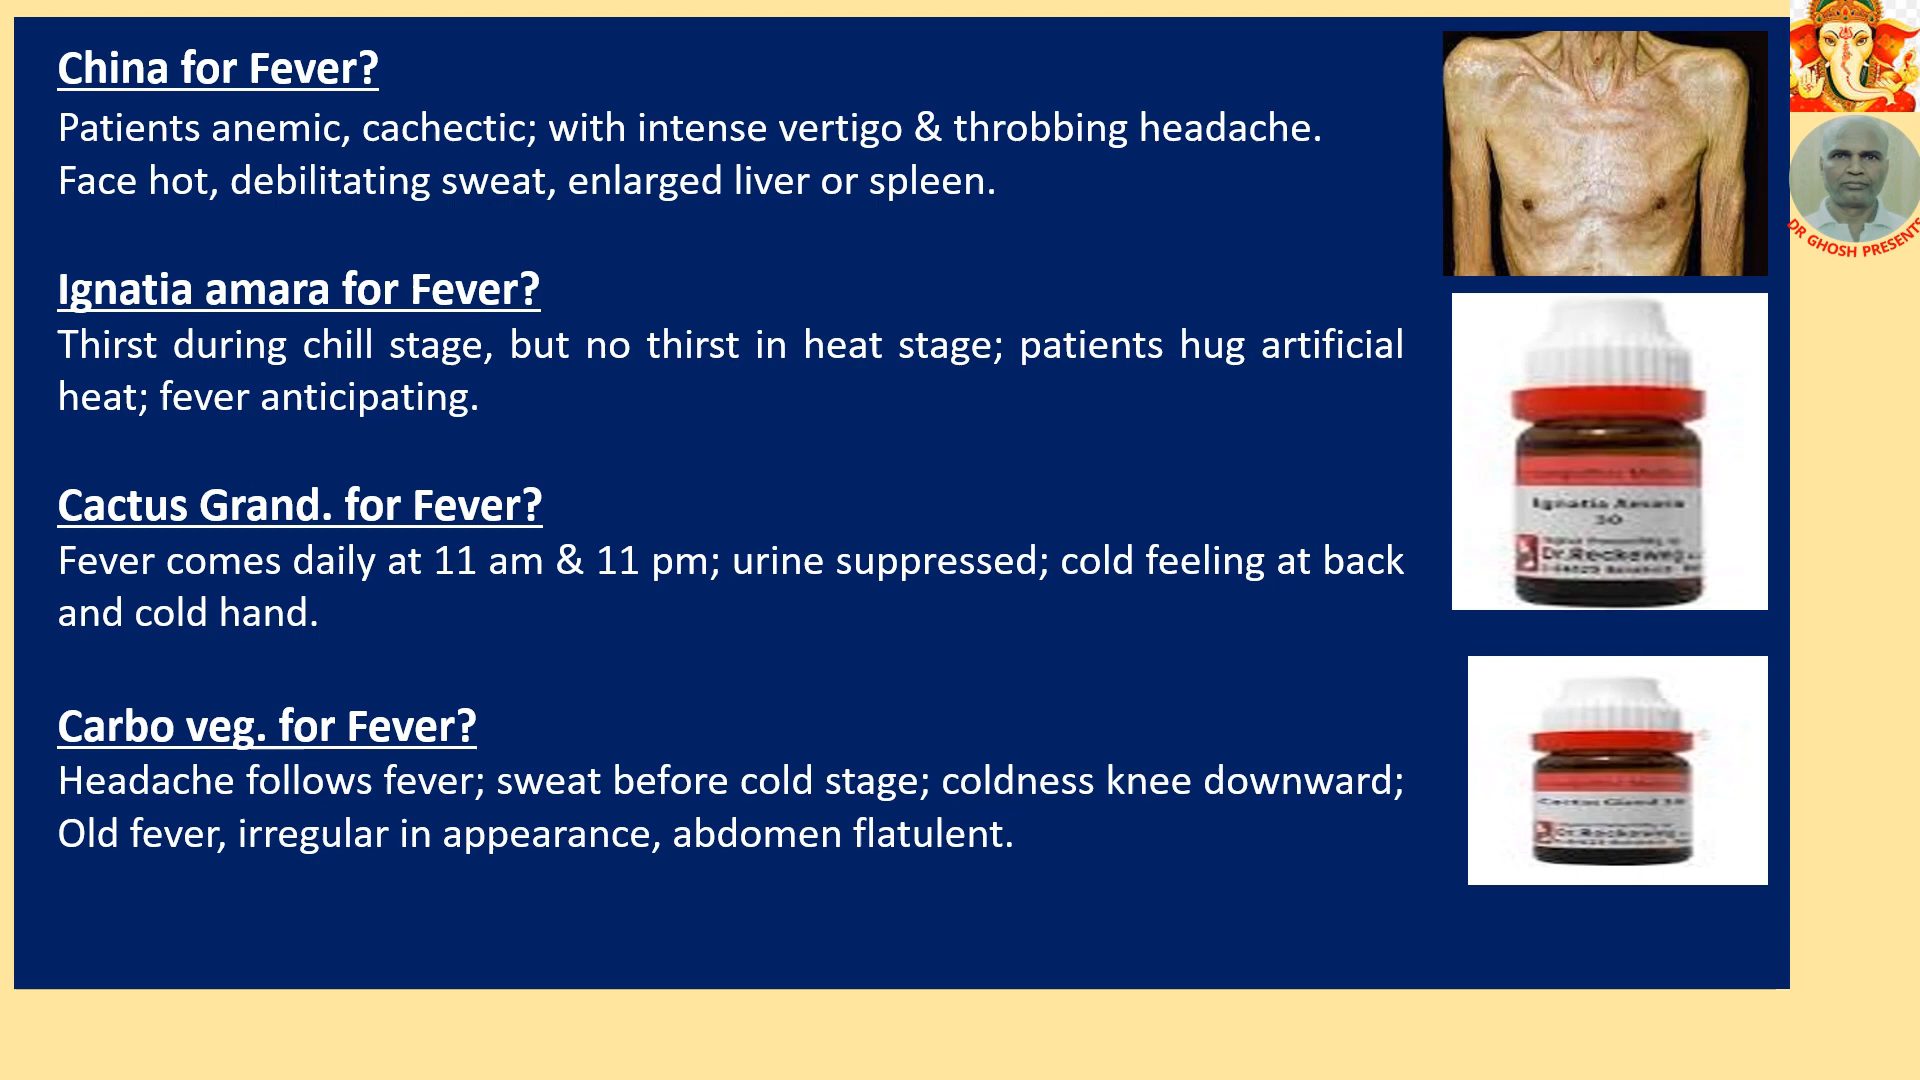 China for Fever?
Patients anemic, cachectic; with intense vertigo & throbbing headache.
Face hot, debilitating sweat, enlarged liver or spleen.
Ignatia amara for Fever?
Thirst during chill stage, but no thirst in heat stage; patients hug artificial
heat; fever anticipating.
Cactus Grand. for Fever?
Fever comes daily at 11 am & 11 pm; urine suppressed; cold feeling at back
and cold hand.
Carbo veg. for Fever?
Headache follows fever; sweat before cold stage; coldness knee downward;
Old fever, irregular in appearance, abdomen flatulent.
DR GHOSH PRESENTS
Ignatia Amara
30
Dr.Reckeweg
Cactus Grand 30
Dr.Reckeweg